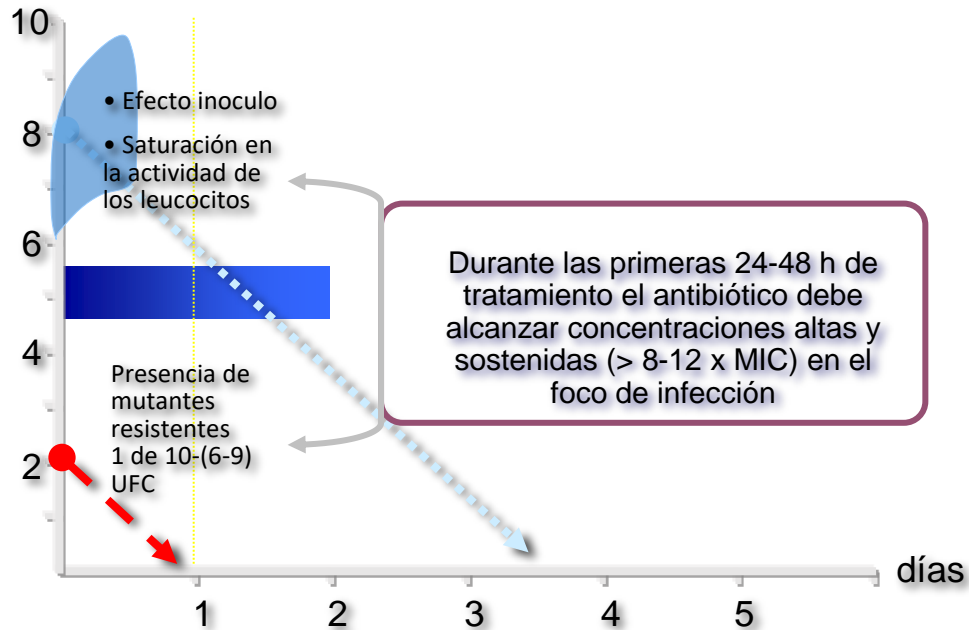 10
8
6
4
2
• Efecto inoculo
• Saturación en
la actividad de
los leucocitos
Durante las primeras 24-48 h de
tratamiento el antibiótico debe
alcanzar concentraciones altas y
sostenidas (> 8-12 x MIC) en el
foco de infección
Presencia de
mutantes
resistentes
1 de 10-(6-9)
UFC
1
2
3
4
5
días